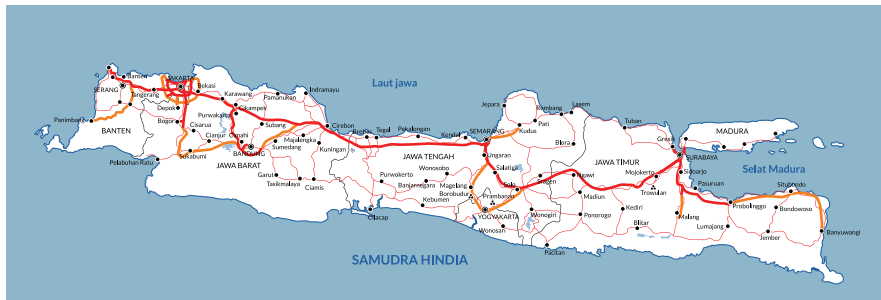 Laut jawa
SAMUDRA HINDIA
Selat Madura
BANTEN
SERANG
Banten
Tangerang
Panimbang
JAKARTA
Bekasi
Depok
Bogor
Karawang
Cikampek
Pamanukan
Indramayu
Purwakarta
Subang
Cisarua
Cianjur
Cimahi
BANDUNG
Sukabumi
Pelabuhan Ratu
JAWA BARAT
Sumedang
Majalengka
Kuningan
Cirebon
Garut
Tasikmalaya
Ciamis
Brebes
Tegal
Pekalongan
Kendal
SEMARANG
JAWA TENGAH
Purwokerto
Wonosobo
Banjarnegara
Kebumen
Cilacap
Ungaran
Salatiga
Magelang
Borobudur
Prambanan
Solo
YOGYAKARTA
Wonosari
Wonogiri
Pacitan
Jepara
Kudus
Pati
Rembang
Lasem
Blora
Sragen
Ngawi
Madiun
Ponorogo
Tuban
JAWA TIMUR
Gresik
SURABAYA
MADURA
Sidoarjo
Mojokerto
Trowulan
Kediri
Blitar
Malang
Pasuruan
Probolinggo
Lumajang
Situbondo
Bondowoso
Jember
Banyuwangi